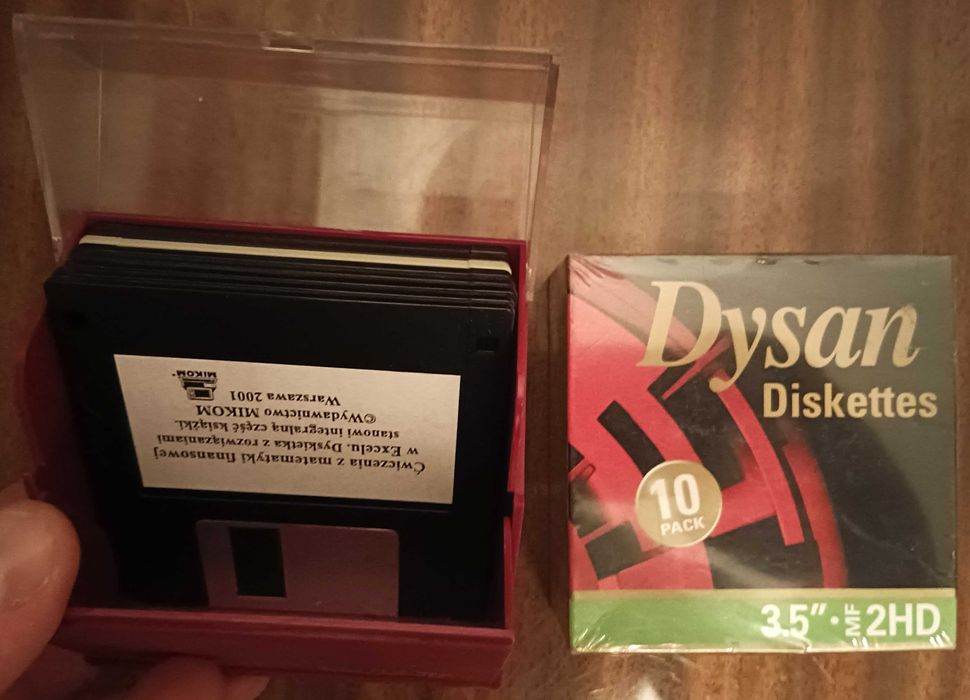 Ćwiczenia z matematyki finansowej
w Excelu. Dyskietka z rozwiązaniami
stanowi integralną część książki.
©Wydawnictwo MIKOM
Warszawa 2001
MIKOM
Dysan
Diskettes
10
PACK
3.5"·MF 2HD